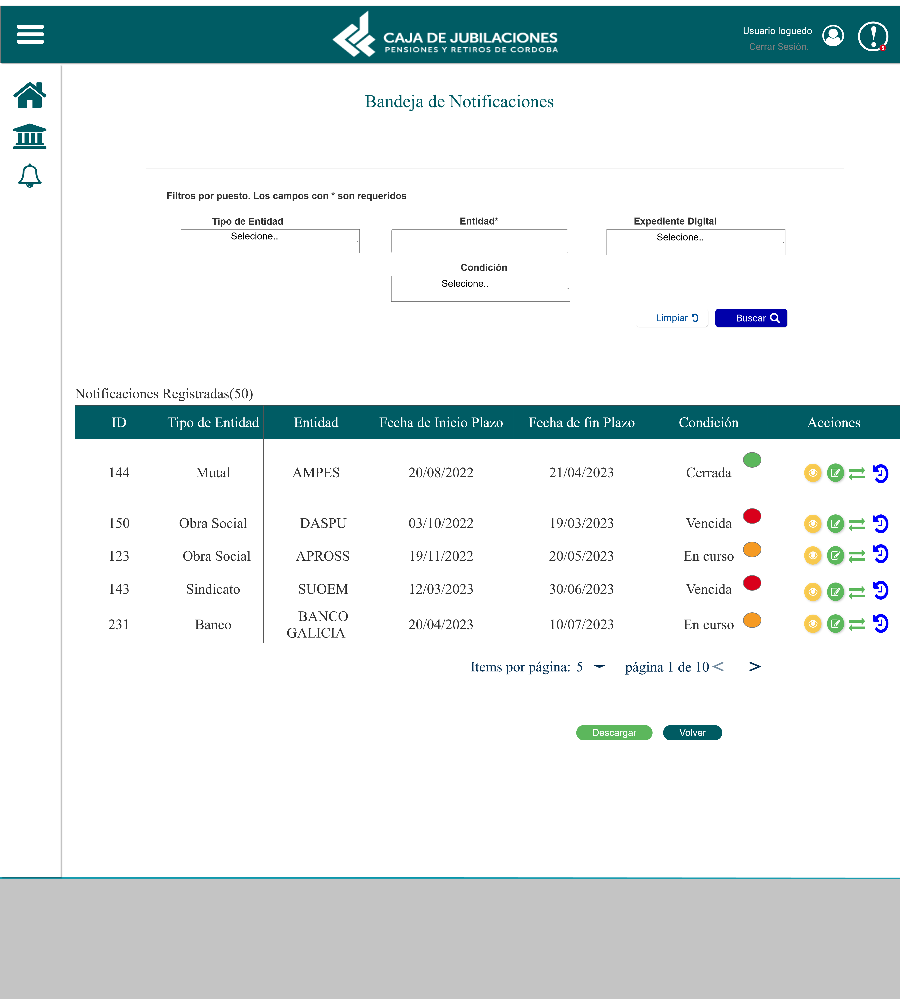 CAJA DE JUBILACIONES
PENSIONES Y RETIROS DE CORDOBA
Usuario loguedo
Cerrar Sesión.
5
Bandeja de Notificaciones
Filtros por puesto. Los campos con * son requeridos
Tipo de Entidad Entidad* Expediente Digital
Selecione.. Selecione..
Condición
Selecione..
Limpiar Buscar
Notificaciones Registradas(50)
ID Tipo de Entidad Entidad Fecha de Inicio Plazo Fecha de fin Plazo Condición Acciones
144 Mutal AMPES 20/08/2022 21/04/2023 Cerrada
150 Obra Social DASPU 03/10/2022 19/03/2023 Vencida
123 Obra Social APROSS 19/11/2022 20/05/2023 En curso
143 Sindicato SUOEM 12/03/2023 30/06/2023 Vencida
231 Banco BANCO GALICIA 20/04/2023 10/07/2023 En curso
Items por página: 5 página 1 de 10 < >
Descargar Volver